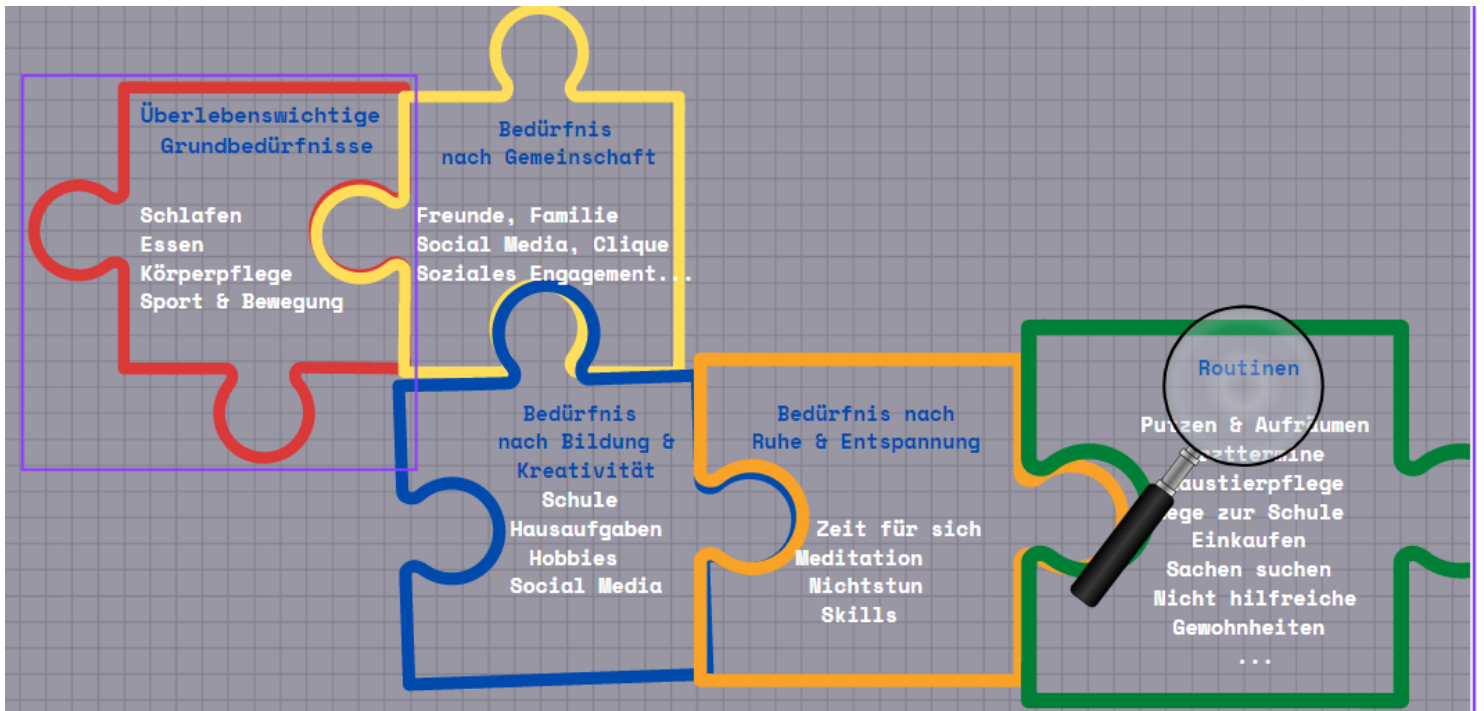 Überlebenswichtige
Grundbedürfnisse
Schlafen
Essen
Körperpflege
Sport & Bewegung
Bedürfnis
nach Gemeinschaft
Freunde, Familie
Social Media, Clique
Soziales Engagement...
Bedürfnis
nach Bildung &
Kreativität
Schule
Hausaufgaben
Hobbies
Social Media
Bedürfnis nach
Ruhe & Entspannung
Zeit für sich
Meditation
Nichtstun
Skills
Routinen
Putzen & Aufräumen
zur Schule
Einkaufen
Sachen suchen
Nicht hilfreiche
Gewohnheiten
...